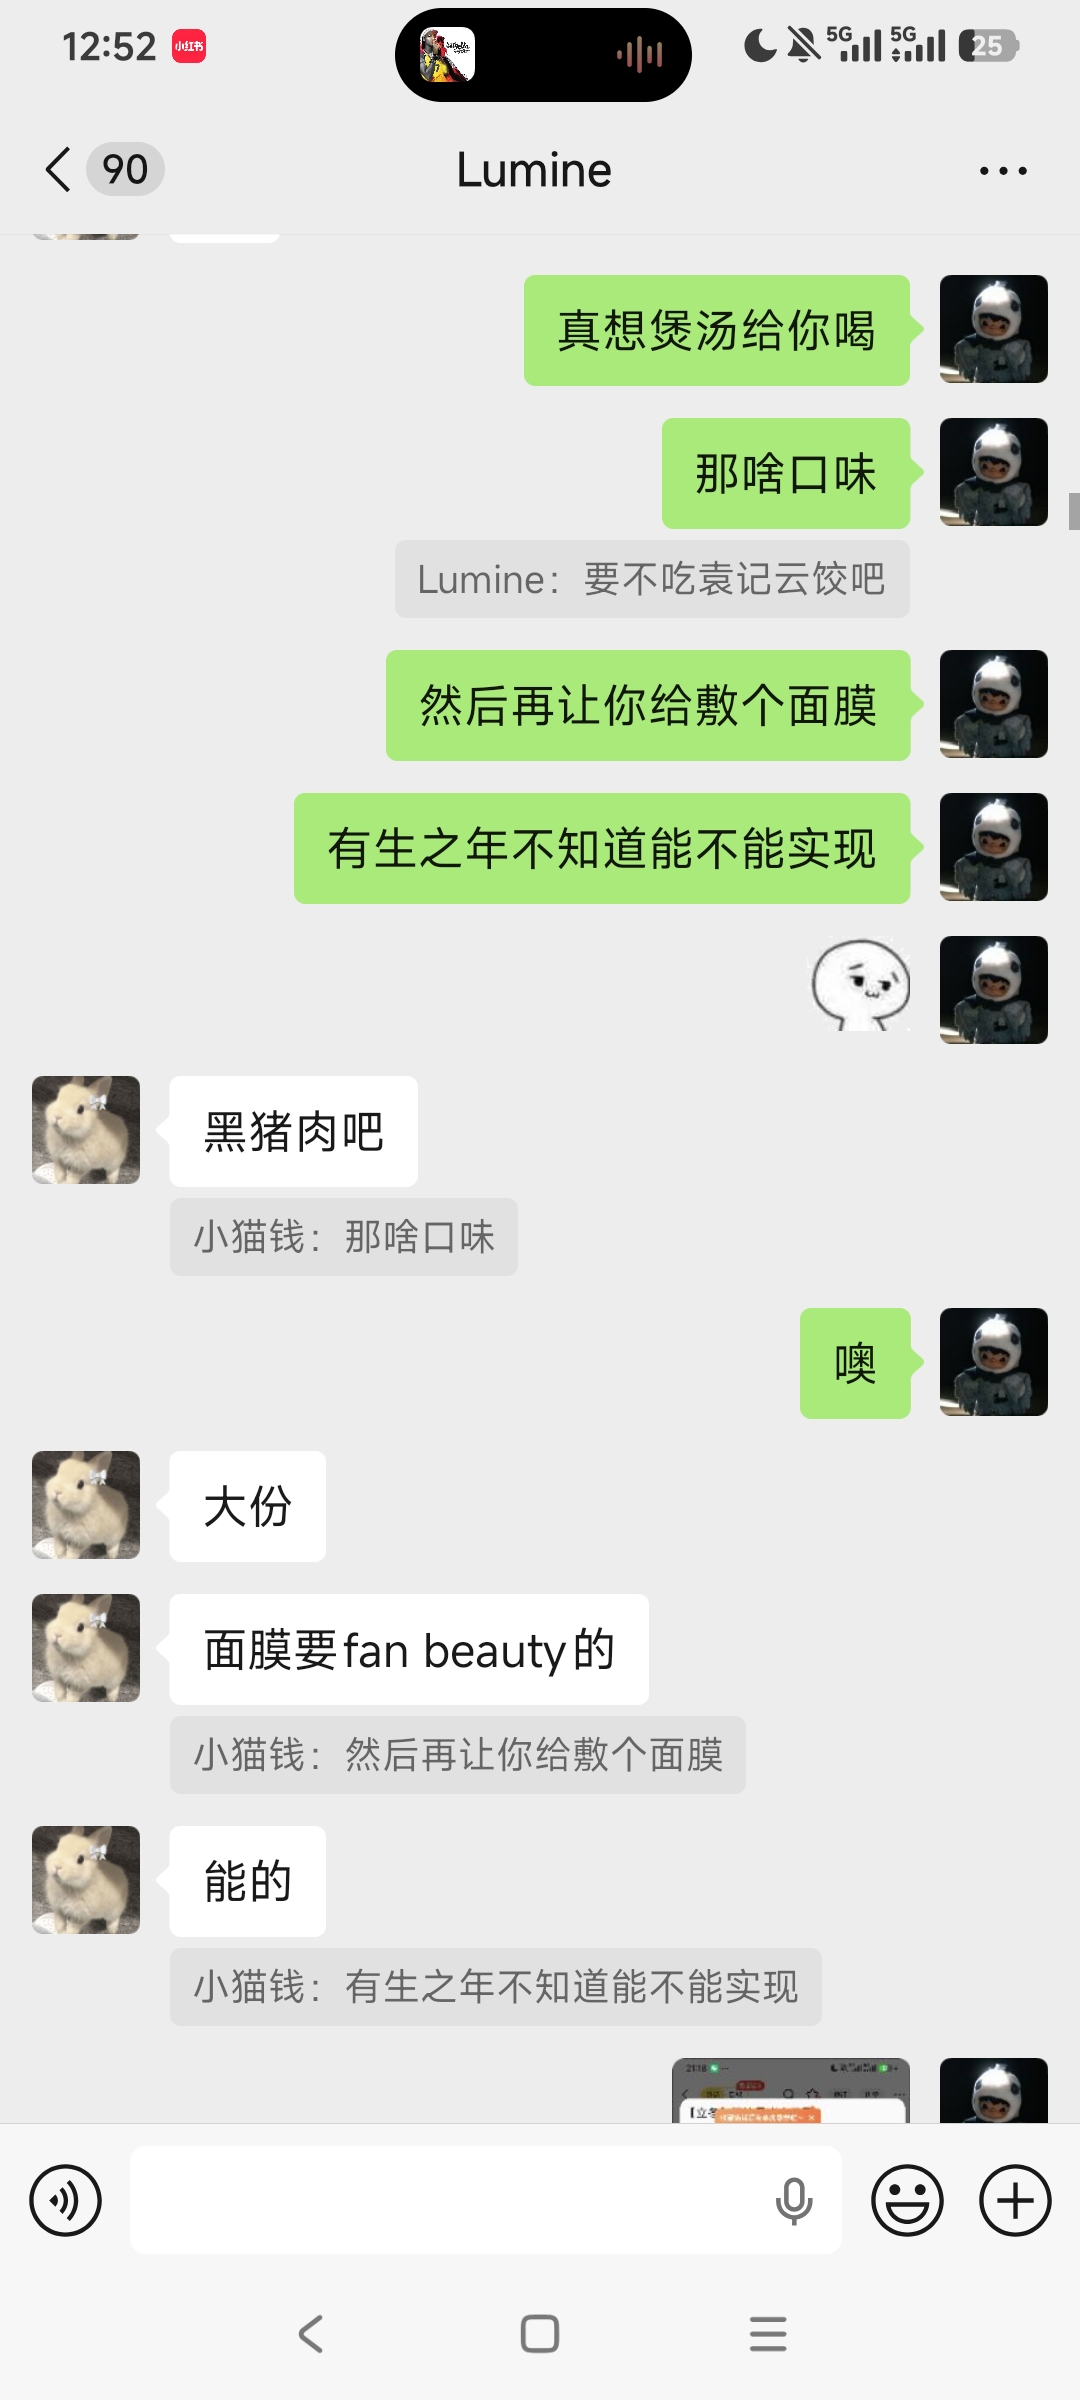 12:52
小红书
5G
5G
25
90
Lumine
真想煲汤给你喝
那啥口味
Lumine：要不吃袁记云饺吧
然后再让你给敷个面膜
有生之年不知道能不能实现
黑猪肉吧
小猫钱：那啥口味
噢
大份
面膜要fan beauty的
小猫钱：然后再让你给敷个面膜
能的
小猫钱：有生之年不知道能不能实现
21:18